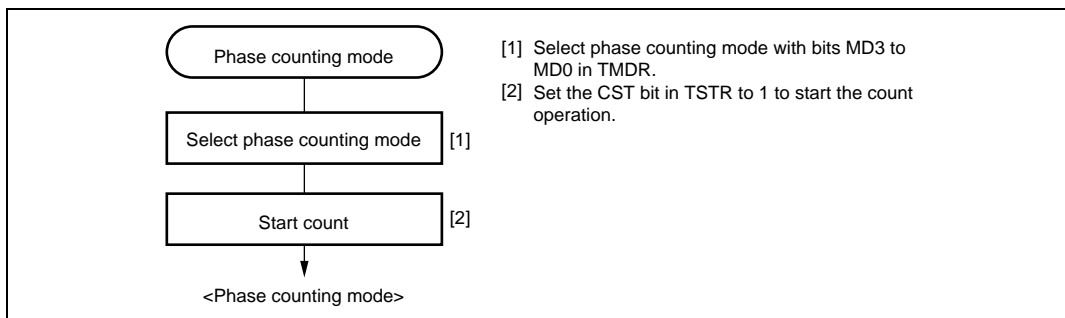 Phase counting mode
Select phase counting mode [1]
Start count [2]
<Phase counting mode>
[1] Select phase counting mode with bits MD3 to
MD0 in TMDR.
[2] Set the CST bit in TSTR to 1 to start the count
operation.